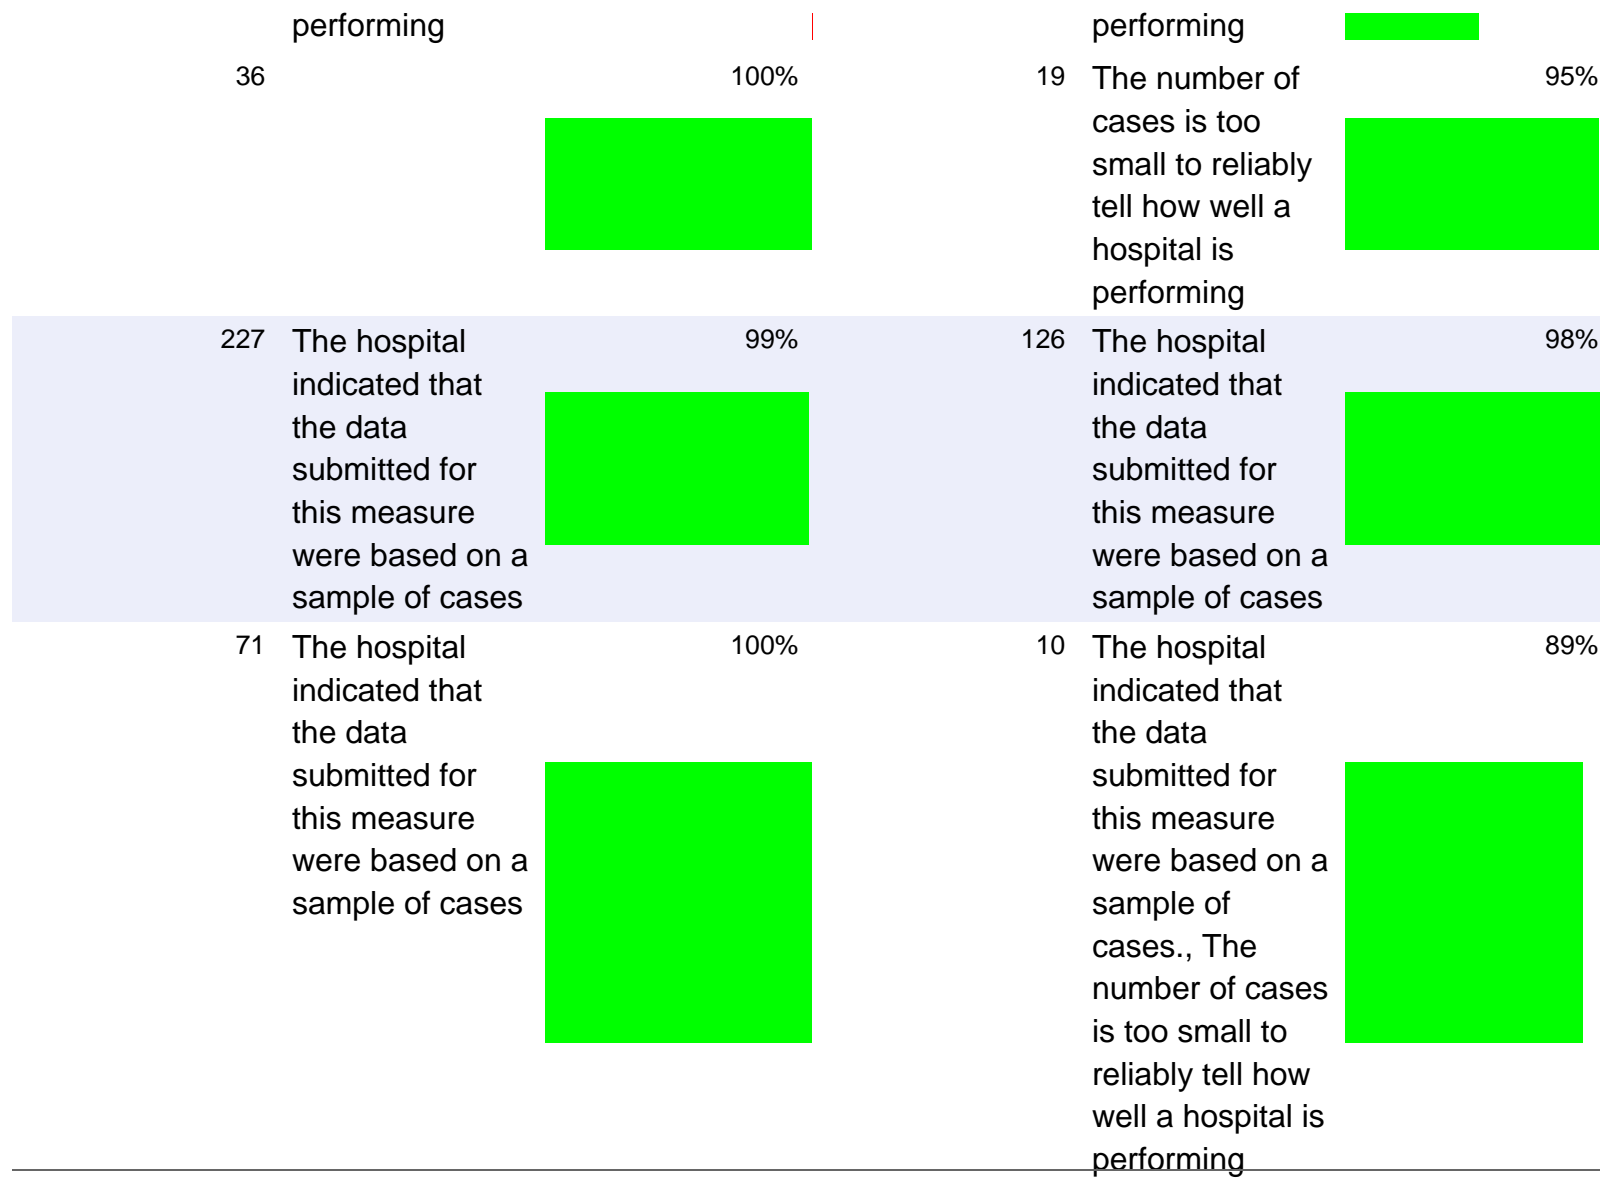 performing performing
36 100% 19 The number of 95%
cases is too
small to reliably
tell how well a
hospital is
performing
227 The hospital 99% 126 The hospital 98%
indicated that indicated that
the data the data
submitted for submitted for
this measure this measure
were based on a were based on a
sample of cases sample of cases
71 The hospital 100% 10 The hospital 89%
indicated that indicated that
the data the data
submitted for submitted for
this measure this measure
were based on a were based on a
sample of cases sample of
cases., The
number of cases
is too small to
reliably tell how
well a hospital is
performing